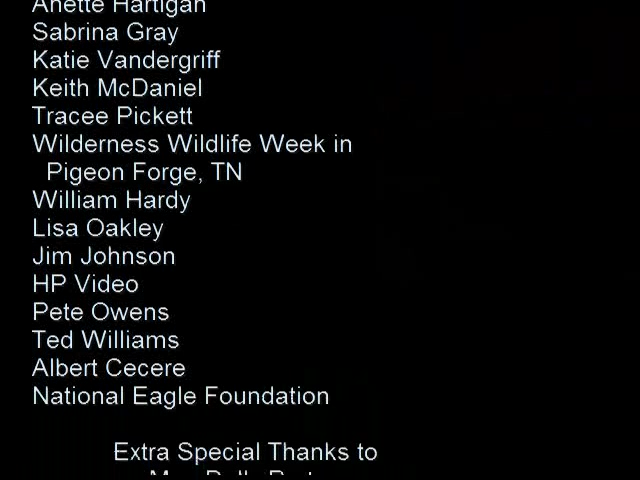 Anette Hartigan
Sabrina Gray
Katie Vandergriff
Keith McDaniel
Tracee Pickett
Wilderness Wildlife Week in
Pigeon Forge, TN
William Hardy
Lisa Oakley
Jim Johnson
HP Video
Pete Owens
Ted Williams
Albert Cecere
National Eagle Foundation
Extra Special Thanks to